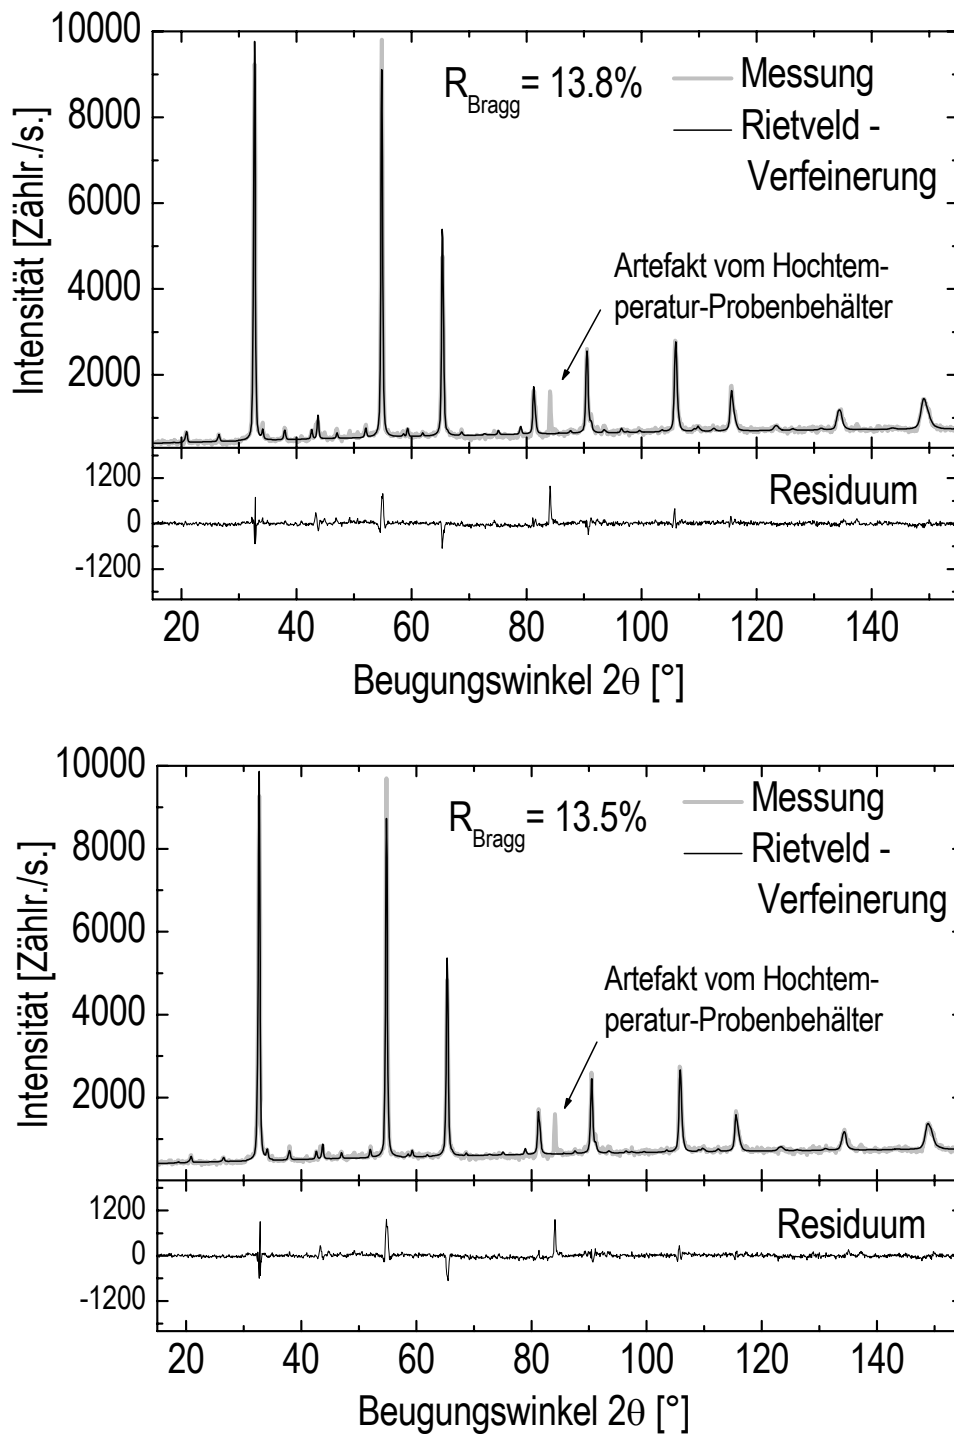 10000
8000
6000
4000
2000
Intensität [Zählr./s.]
R_Bragg = 13.8%
Messung
Rietveld -
Verfeinerung
Artefakt vom Hochtem-
peratur-Probenbehälter
1200
0
-1200
Residuum
20 40 60 80 100 120 140
Beugungswinkel 2θ [°]
10000
8000
6000
4000
2000
Intensität [Zählr./s.]
R_Bragg = 13.5%
Messung
Rietveld -
Verfeinerung
Artefakt vom Hochtem-
peratur-Probenbehälter
1200
0
-1200
Residuum
20 40 60 80 100 120 140
Beugungswinkel 2θ [°]